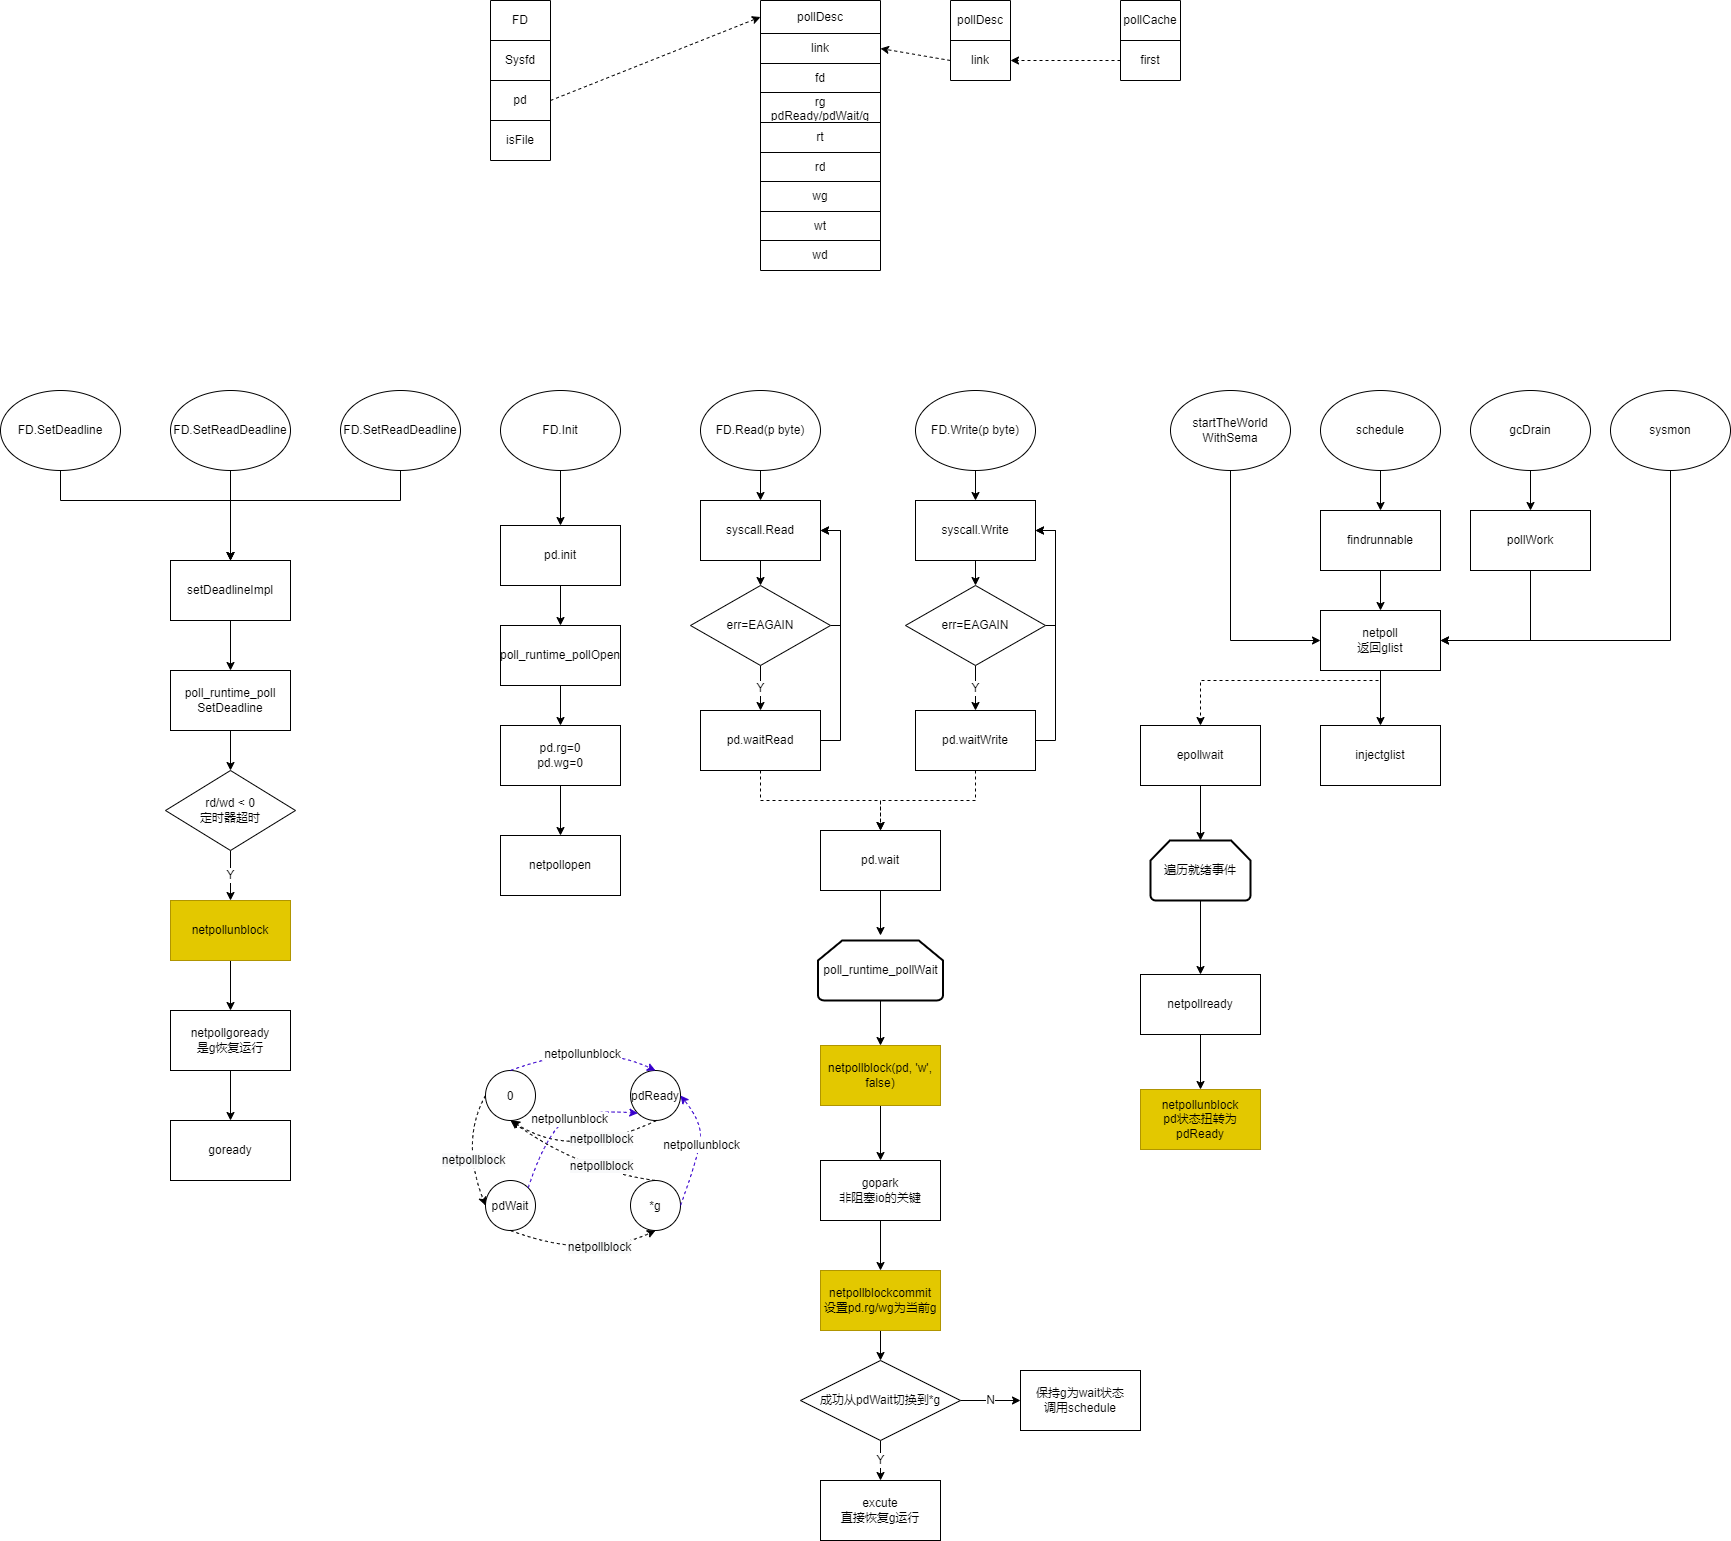 FD
Sysfd
pd
isFile
pollDesc
link
fd
rg
pdReady/pdWait/g
rt
rd
wg
wt
wd
pollDesc
link
pollCache
first
FD.SetDeadline
FD.SetReadDeadline
FD.SetReadDeadline
setDeadlineImpl
poll_runtime_poll
SetDeadline
rd/wd < 0
定时器超时
Y
netpollunblock
netpollgoready
是g恢复运行
goready
FD.Init
pd.init
poll_runtime_pollOpen
pd.rg=0
pd.wg=0
netpollopen
FD.Read(p byte)
syscall.Read
err=EAGAIN
Y
pd.waitRead
FD.Write(p byte)
syscall.Write
err=EAGAIN
Y
pd.waitWrite
pd.wait
poll_runtime_pollWait
netpollblock(pd, 'w',
false)
gopark
非阻塞io的关键
netpollblockcommit
设置pd.rg/wg为当前g
成功从pdWait切换到*g
N
保持g为wait状态
调用schedule
Y
excute
直接恢复g运行
netpollunblock
0
pdReady
netpollunblock
netpollblock
netpollunblock
netpollblock
netpollblock
pdWait
*g
netpollblock
startTheWorld
WithSema
schedule
gcDrain
sysmon
findrunnable
pollWork
netpoll
返回glist
epollwait
injectglist
遍历就绪事件
netpollready
netpollunblock
pd状态扭转为
pdReady